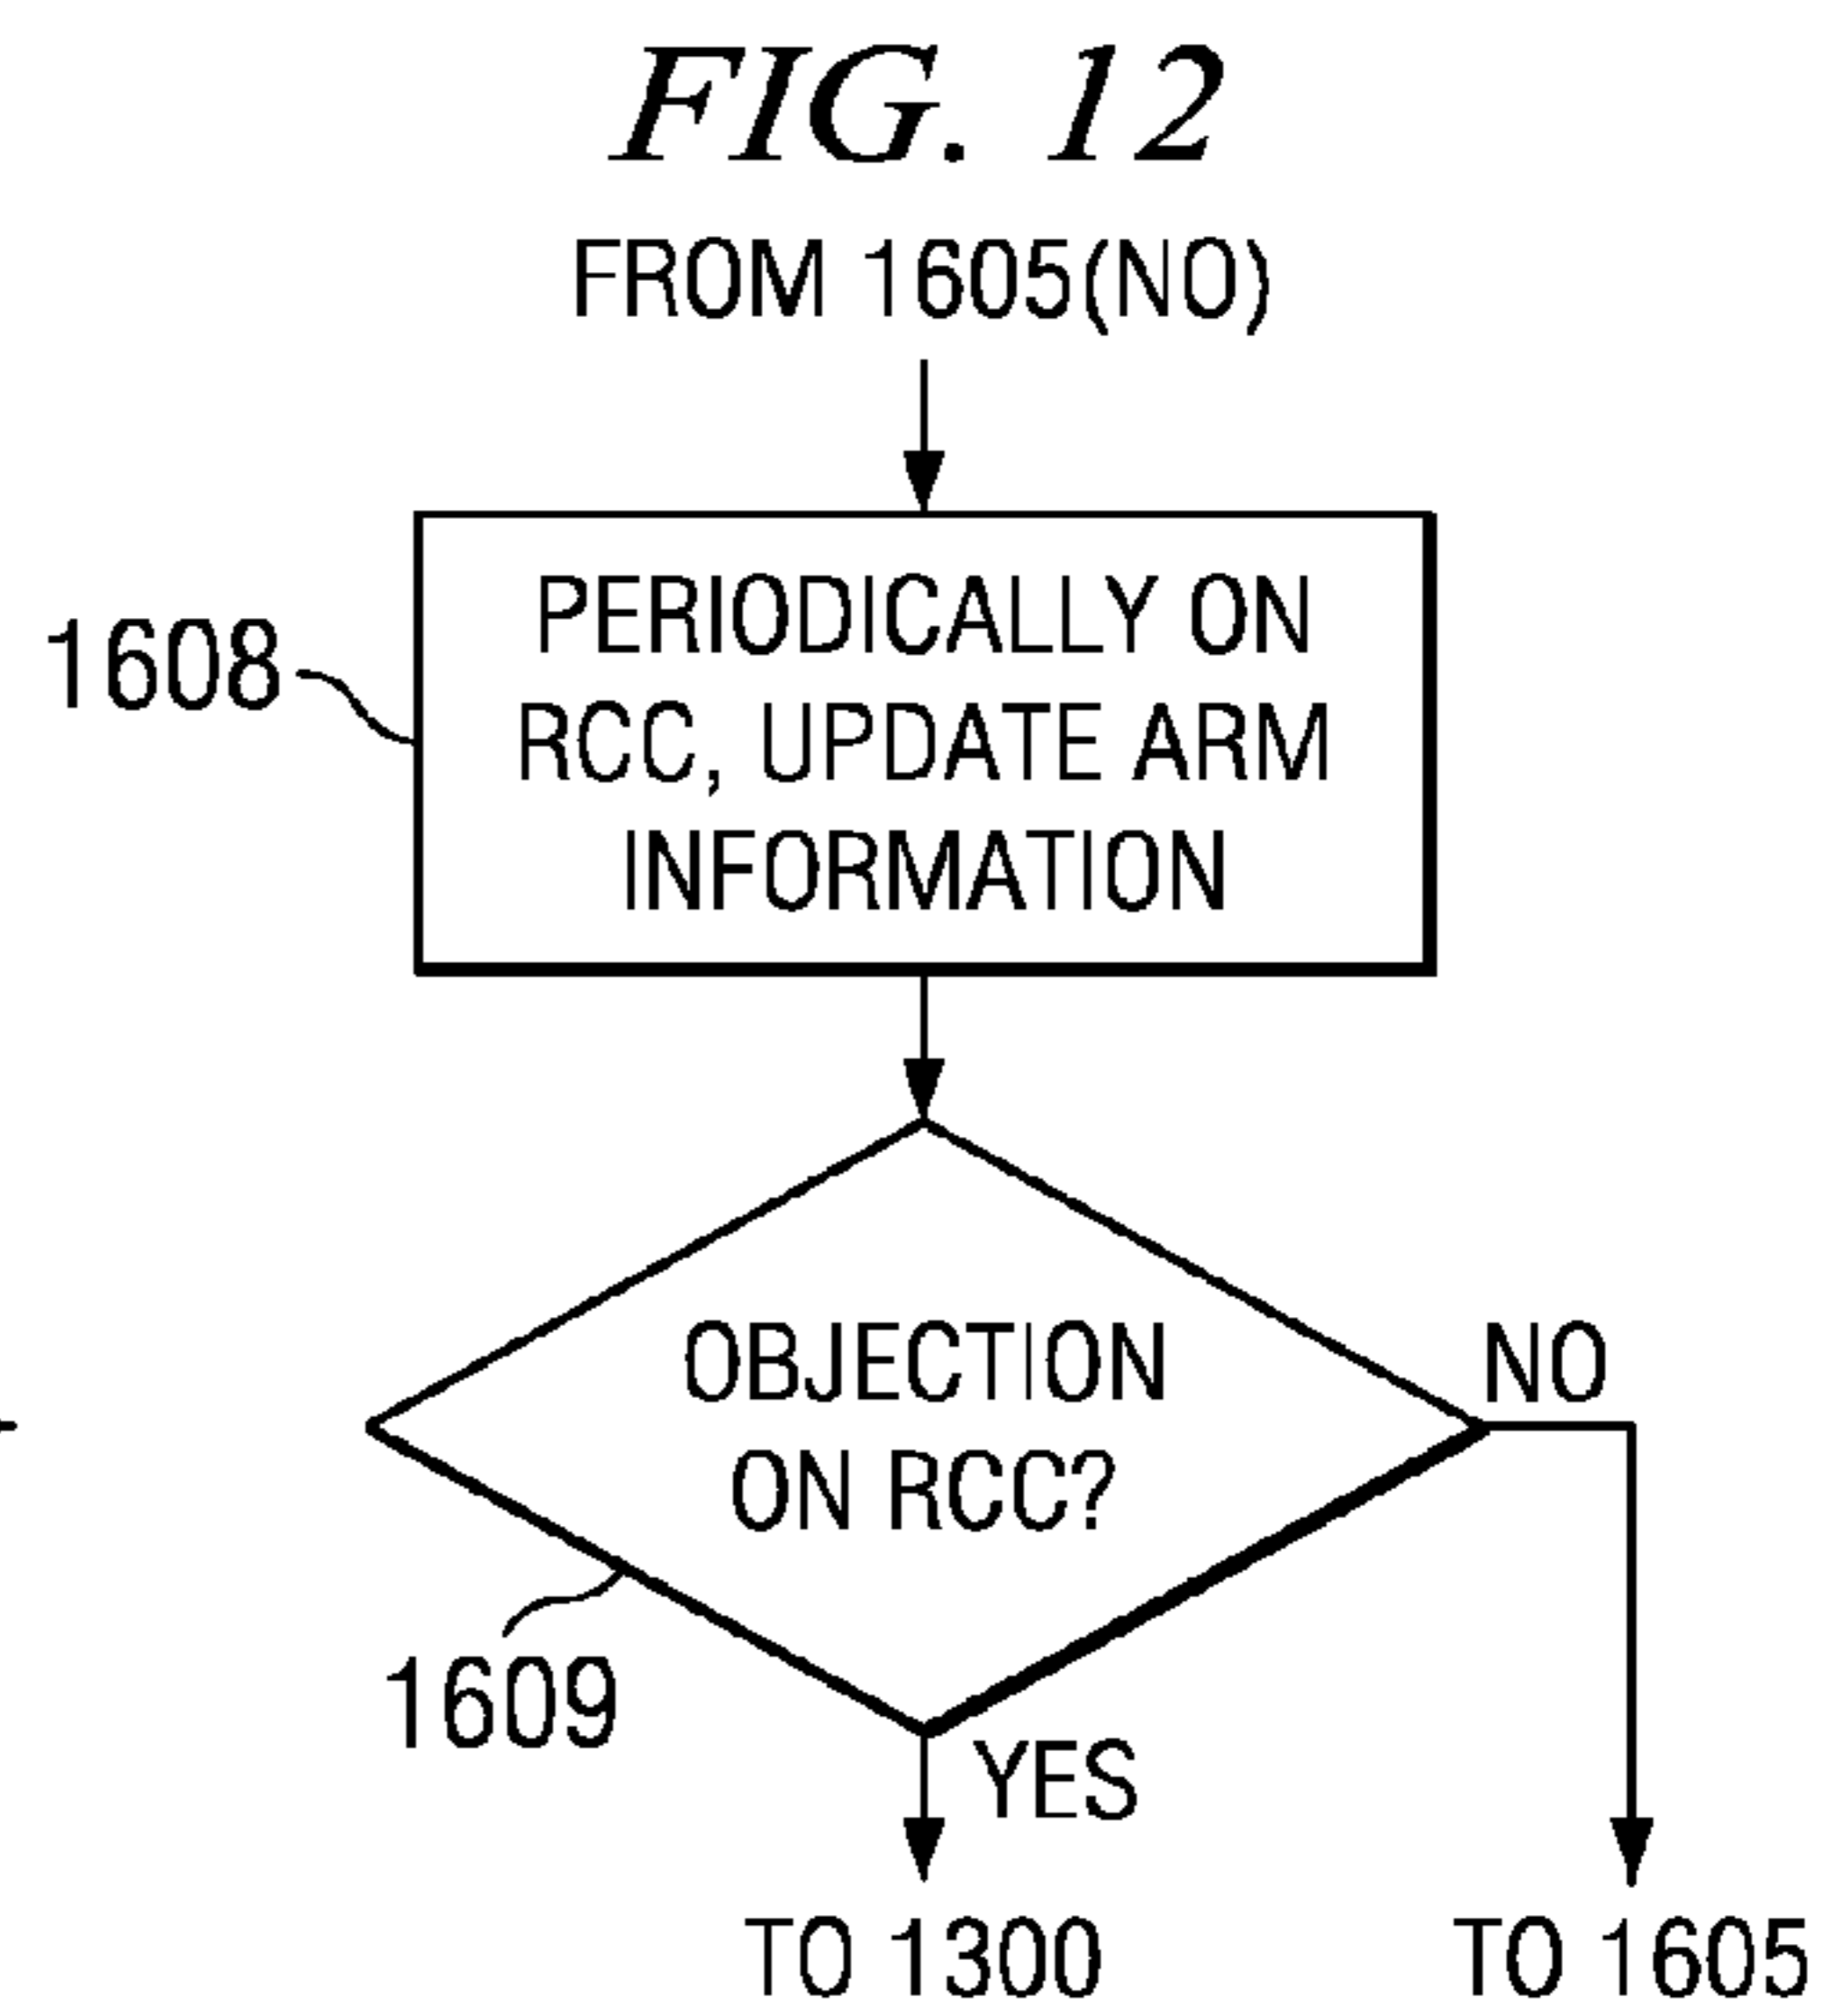 FIG. 12
FROM 1605(NO)
PERIODICALLY ON
RCC, UPDATE ARM
INFORMATION
1608
OBJECTION
ON RCC?
NO
1609
YES
TO 1300
TO 1605